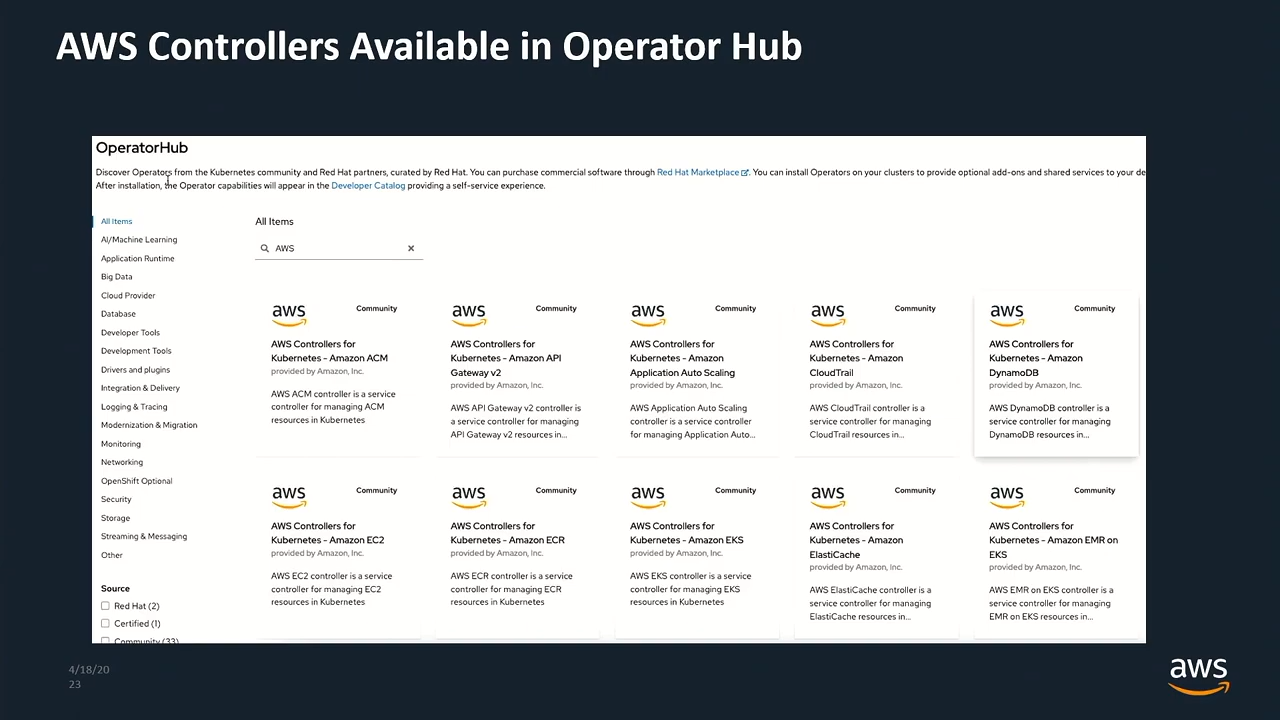 AWS Controllers Available in Operator Hub
OperatorHub
Discover Operators from the Kubernetes community and Red Hat partners, curated by Red Hat. You can purchase commercial software through Red Hat Marketplace. You can install Operators on your clusters to provide optional add-ons and shared services to your de
After installation, the Operator capabilities will appear in the Developer Catalog providing a self-service experience.
All Items
AI/Machine Learning
Application Runtime
Big Data
Cloud Provider
Database
Developer Tools
Development Tools
Drivers and plugins
Integration & Delivery
Logging & Tracing
Modernization & Migration
Monitoring
Networking
OpenShift Optional
Security
Storage
Streaming & Messaging
Other
Source
Red Hat (2)
Certified (1)
Community (33)
All Items
AWS
aws
Community
AWS Controllers for
Kubernetes - Amazon ACM
provided by Amazon, Inc.
AWS ACM controller is a service
controller for managing ACM
resources in Kubernetes
aws
Community
AWS Controllers for
Kubernetes - Amazon API
Gateway v2
provided by Amazon, Inc.
AWS API Gateway v2 controller is
a service controller for managing
API Gateway v2 resources in...
aws
Community
AWS Controllers for
Kubernetes - Amazon
Application Auto Scaling
provided by Amazon, Inc.
AWS Application Auto Scaling
controller is a service controller
for managing Application Auto...
aws
Community
AWS Controllers for
Kubernetes - Amazon
CloudTrail
provided by Amazon, Inc.
AWS CloudTrail controller is a
service controller for managing
CloudTrail resources in...
aws
Community
AWS Controllers for
Kubernetes - Amazon
DynamoDB
provided by Amazon, Inc.
AWS DynamoDB controller is a
service controller for managing
DynamoDB resources in...
aws
Community
AWS Controllers for
Kubernetes - Amazon EC2
provided by Amazon, Inc.
AWS EC2 controller is a service
controller for managing EC2
resources in Kubernetes
aws
Community
AWS Controllers for
Kubernetes - Amazon ECR
provided by Amazon, Inc.
AWS ECR controller is a service
controller for managing ECR
resources in Kubernetes
aws
Community
AWS Controllers for
Kubernetes - Amazon EKS
provided by Amazon, Inc.
AWS EKS controller is a service
controller for managing EKS
resources in Kubernetes
aws
Community
AWS Controllers for
Kubernetes - Amazon
ElastiCache
provided by Amazon, Inc.
AWS ElastiCache controller is a
service controller for managing
ElastiCache resources in...
aws
Community
AWS Controllers for
Kubernetes - Amazon EMR on
EKS
provided by Amazon, Inc.
AWS EMR on EKS controller is a
service controller for managing
EMR on EKS resources in...
4/18/20
23
aws